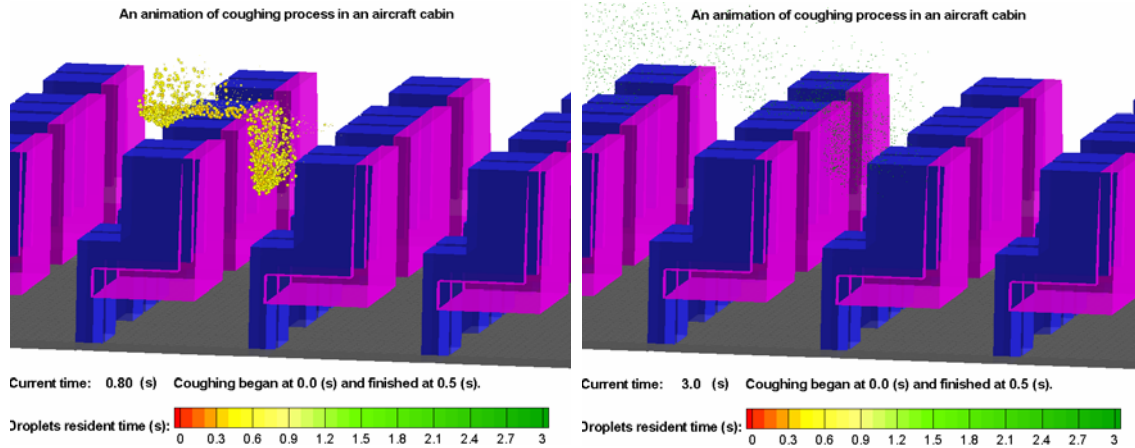 An animation of coughing process in an aircraft cabin
Current time: 0.80 (s) Coughing began at 0.0 (s) and finished at 0.5 (s).
Droplets resident time (s):
0 0.3 0.6 0.9 1.2 1.5 1.8 2.1 2.4 2.7 3
An animation of coughing process in an aircraft cabin
Current time: 3.0 (s) Coughing began at 0.0 (s) and finished at 0.5 (s).
Droplets resident time (s):
0 0.3 0.6 0.9 1.2 1.5 1.8 2.1 2.4 2.7 3